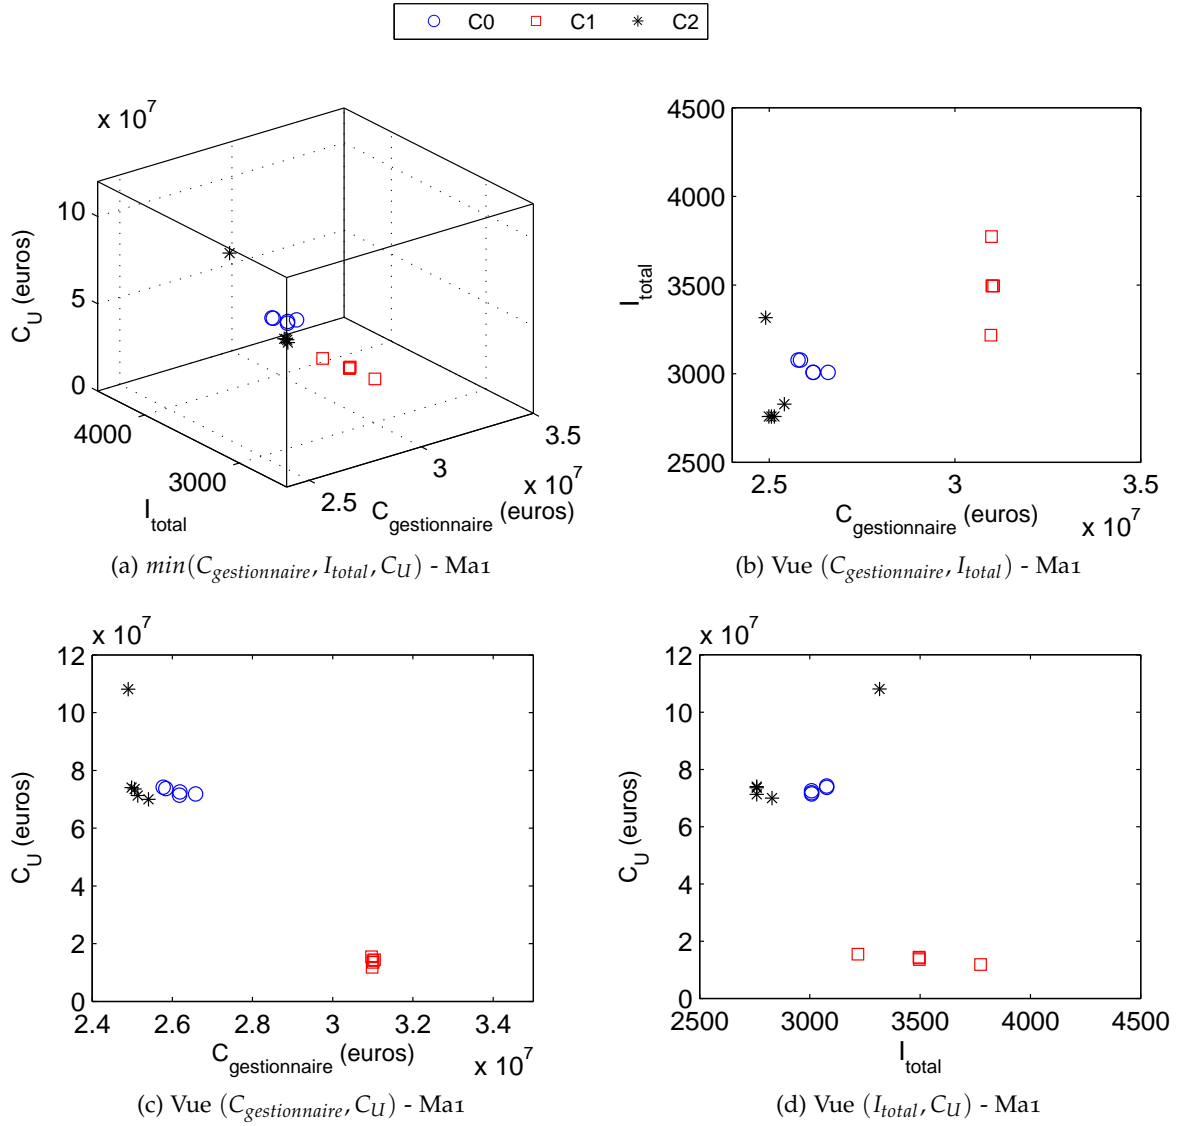 C0 C1 C2
x 10^7
10
5
0
C_U (euros)
4000
3000
I_total
2.5
3
3.5
x 10^7
C_gestionnaire (euros)
(a) min(C_gestionnaire, I_total, C_U) - Ma1
4500
4000
3500
3000
2500
I_total
2.5 3 3.5
C_gestionnaire (euros)
x 10^7
(b) Vue (C_gestionnaire, I_total) - Ma1
x 10^7
12
10
8
6
4
2
0
C_U (euros)
2.4 2.6 2.8 3 3.2 3.4
C_gestionnaire (euros)
x 10^7
(c) Vue (C_gestionnaire, C_U) - Ma1
x 10^7
12
10
8
6
4
2
0
C_U (euros)
2500 3000 3500 4000 4500
I_total
(d) Vue (I_total, C_U) - Ma1